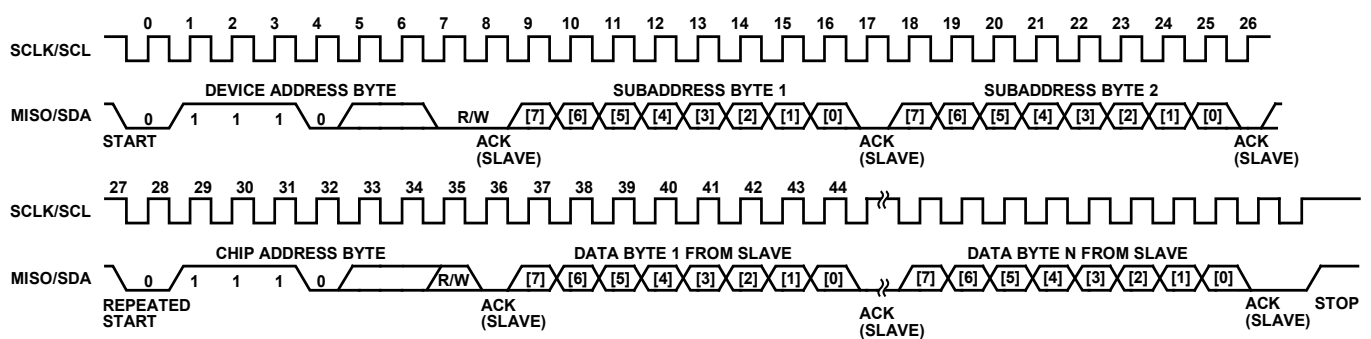 0 1 2 3 4 5 6 7 8 9 10 11 12 13 14 15 16 17 18 19 20 21 22 23 24 25 26
SCLK/SCL
DEVICE ADDRESS BYTE SUBADDRESS BYTE 1 SUBADDRESS BYTE 2
MISO/SDA 0 1 1 1 0 R/W [7] [6] [5] [4] [3] [2] [1] [0] [7] [6] [5] [4] [3] [2] [1] [0]
START ACK ACK ACK
(SLAVE) (SLAVE) (SLAVE)
27 28 29 30 31 32 33 34 35 36 37 38 39 40 41 42 43 44
SCLK/SCL
CHIP ADDRESS BYTE DATA BYTE 1 FROM SLAVE DATA BYTE N FROM SLAVE
MISO/SDA 0 1 1 1 0 R/W [7] [6] [5] [4] [3] [2] [1] [0] [7] [6] [5] [4] [3] [2] [1] [0]
REPEATED ACK ACK ACK STOP
START (SLAVE) (SLAVE) (SLAVE)